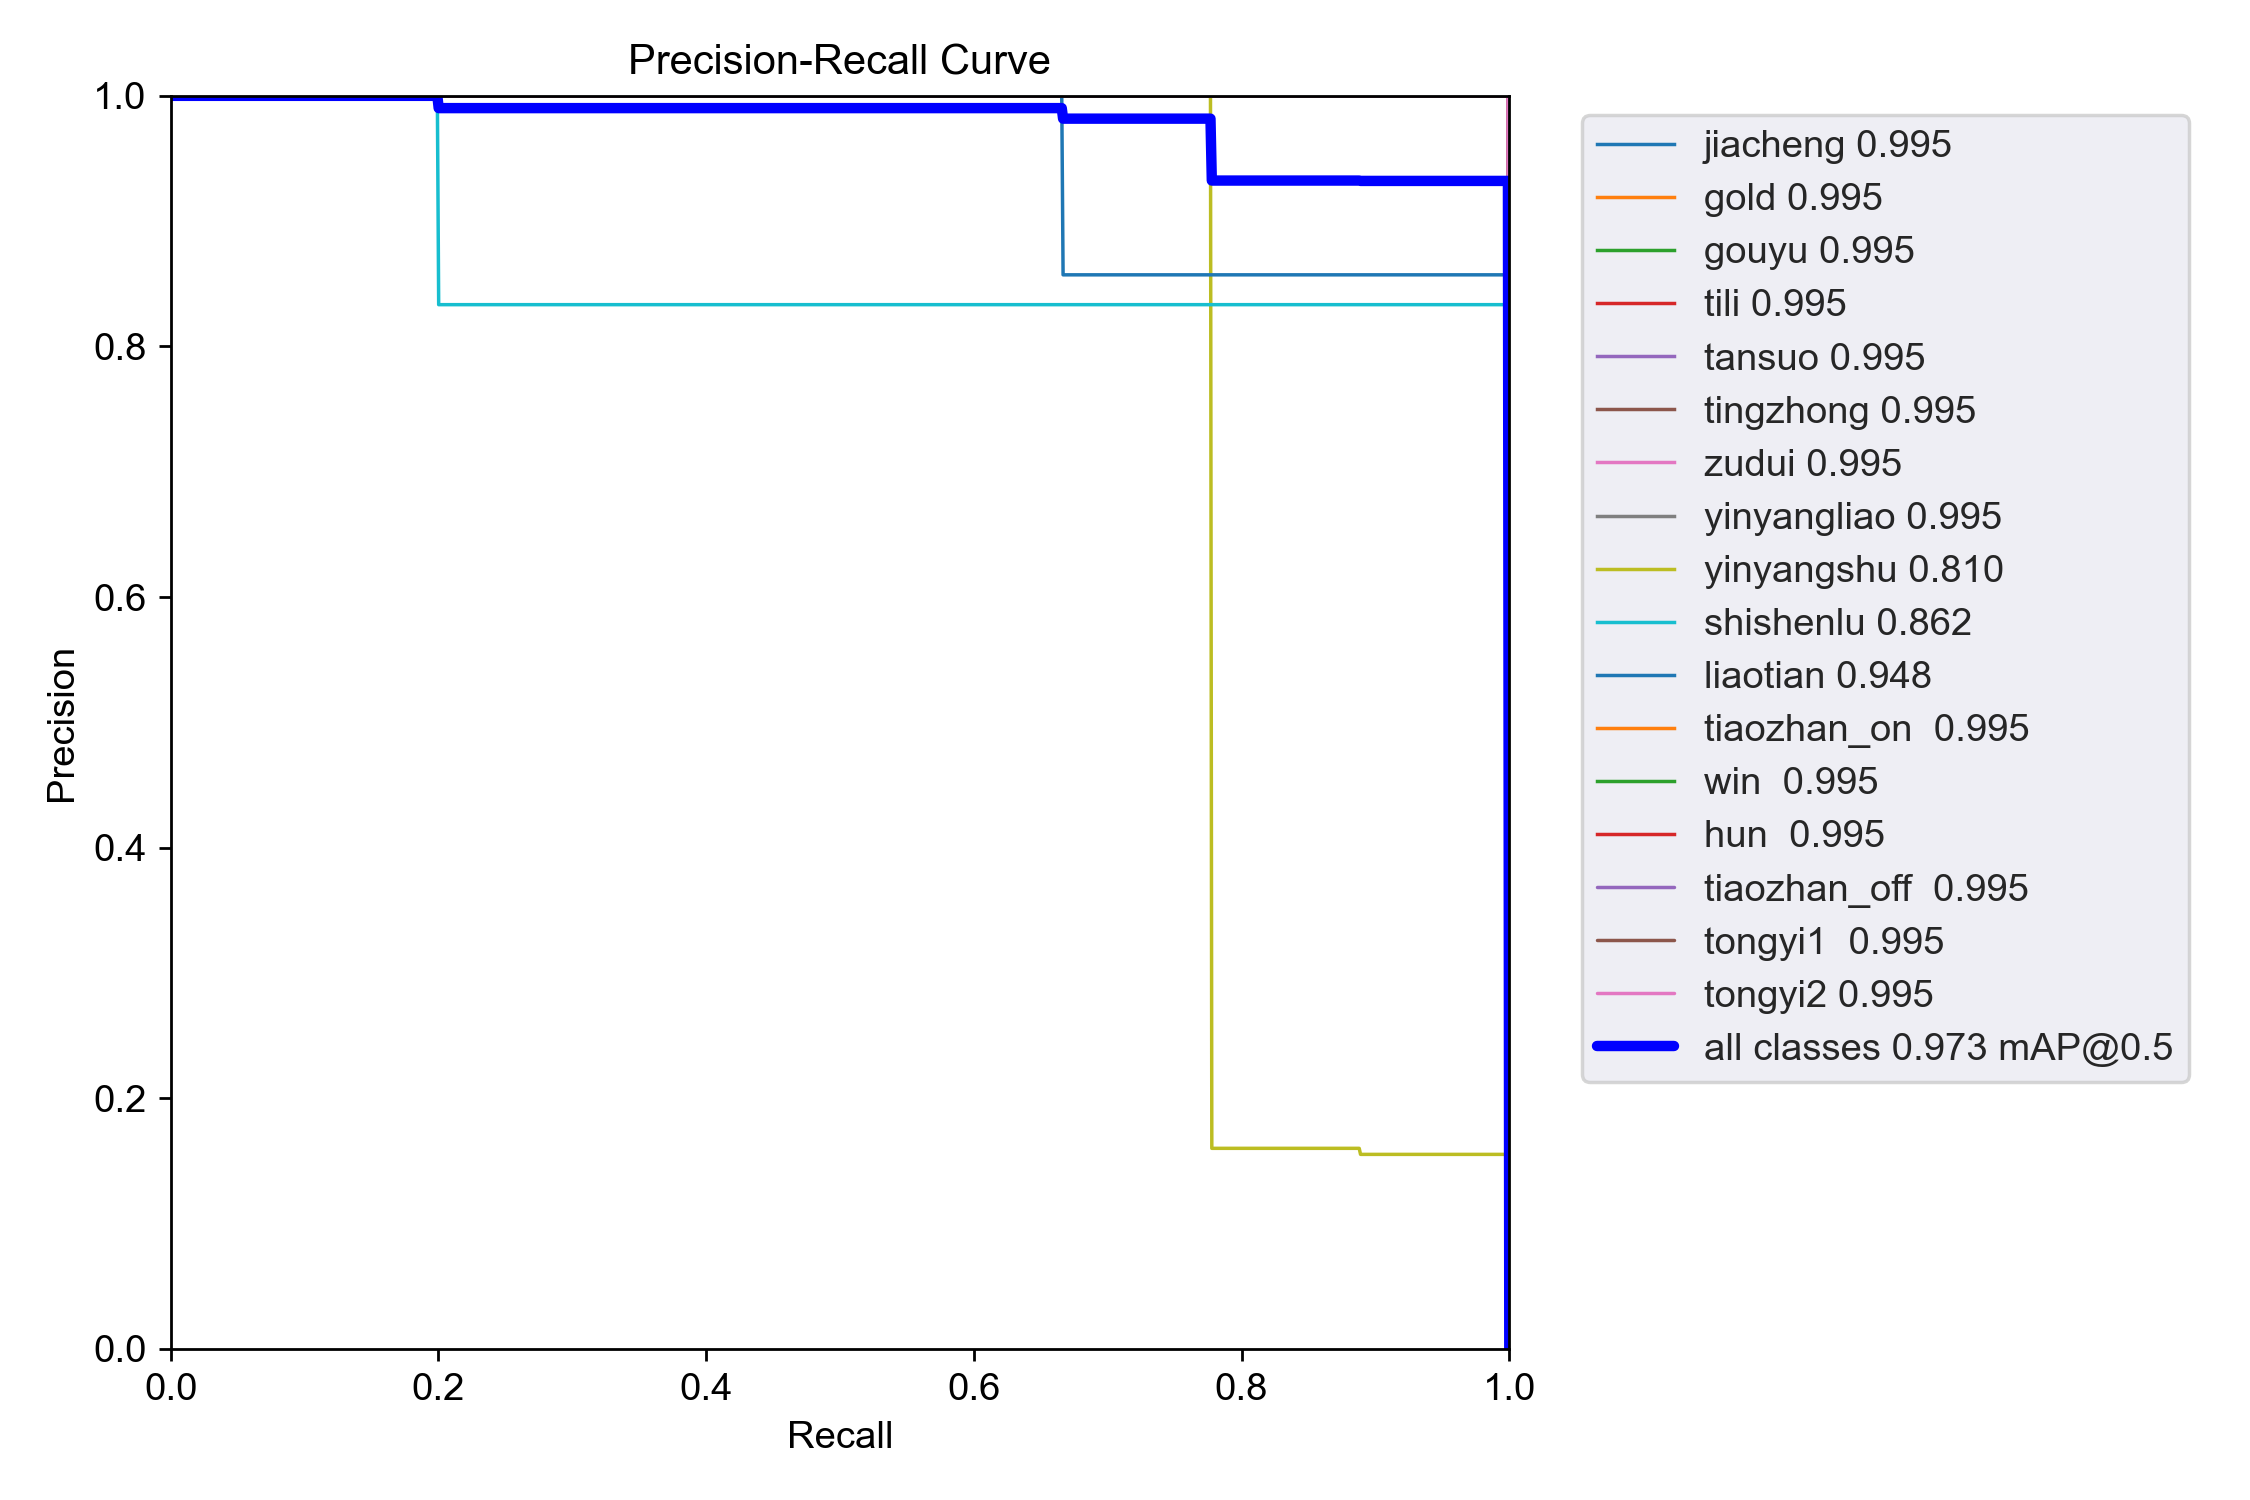 Precision-Recall Curve
1.0
0.8
0.6
0.4
0.2
0.0
Precision
0.0 0.2 0.4 0.6 0.8 1.0
Recall
jiacheng 0.995
gold 0.995
gouyu 0.995
tili 0.995
tansuo 0.995
tingzhong 0.995
zudui 0.995
yinyangliao 0.995
yinyangshu 0.810
shishenlu 0.862
liaotian 0.948
tiaozhan_on  0.995
win  0.995
hun  0.995
tiaozhan_off  0.995
tongyi1  0.995
tongyi2 0.995
all classes 0.973 mAP@0.5